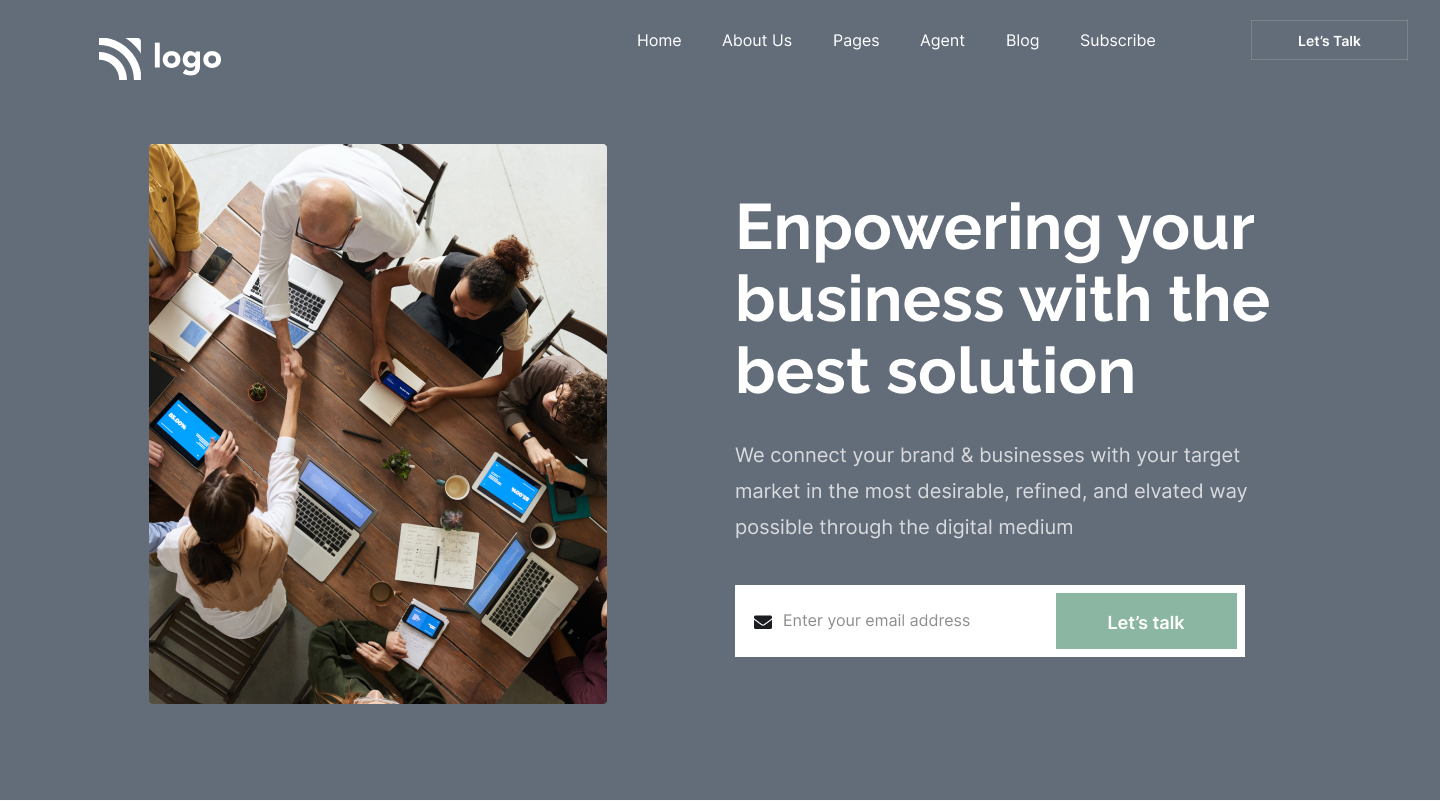 logo
Home About Us Pages Agent Blog Subscribe Let's Talk
Enpowering your
business with the
best solution
We connect your brand & businesses with your target
market in the most desirable, refined, and elvated way
possible through the digital medium
Enter your email address Let's talk